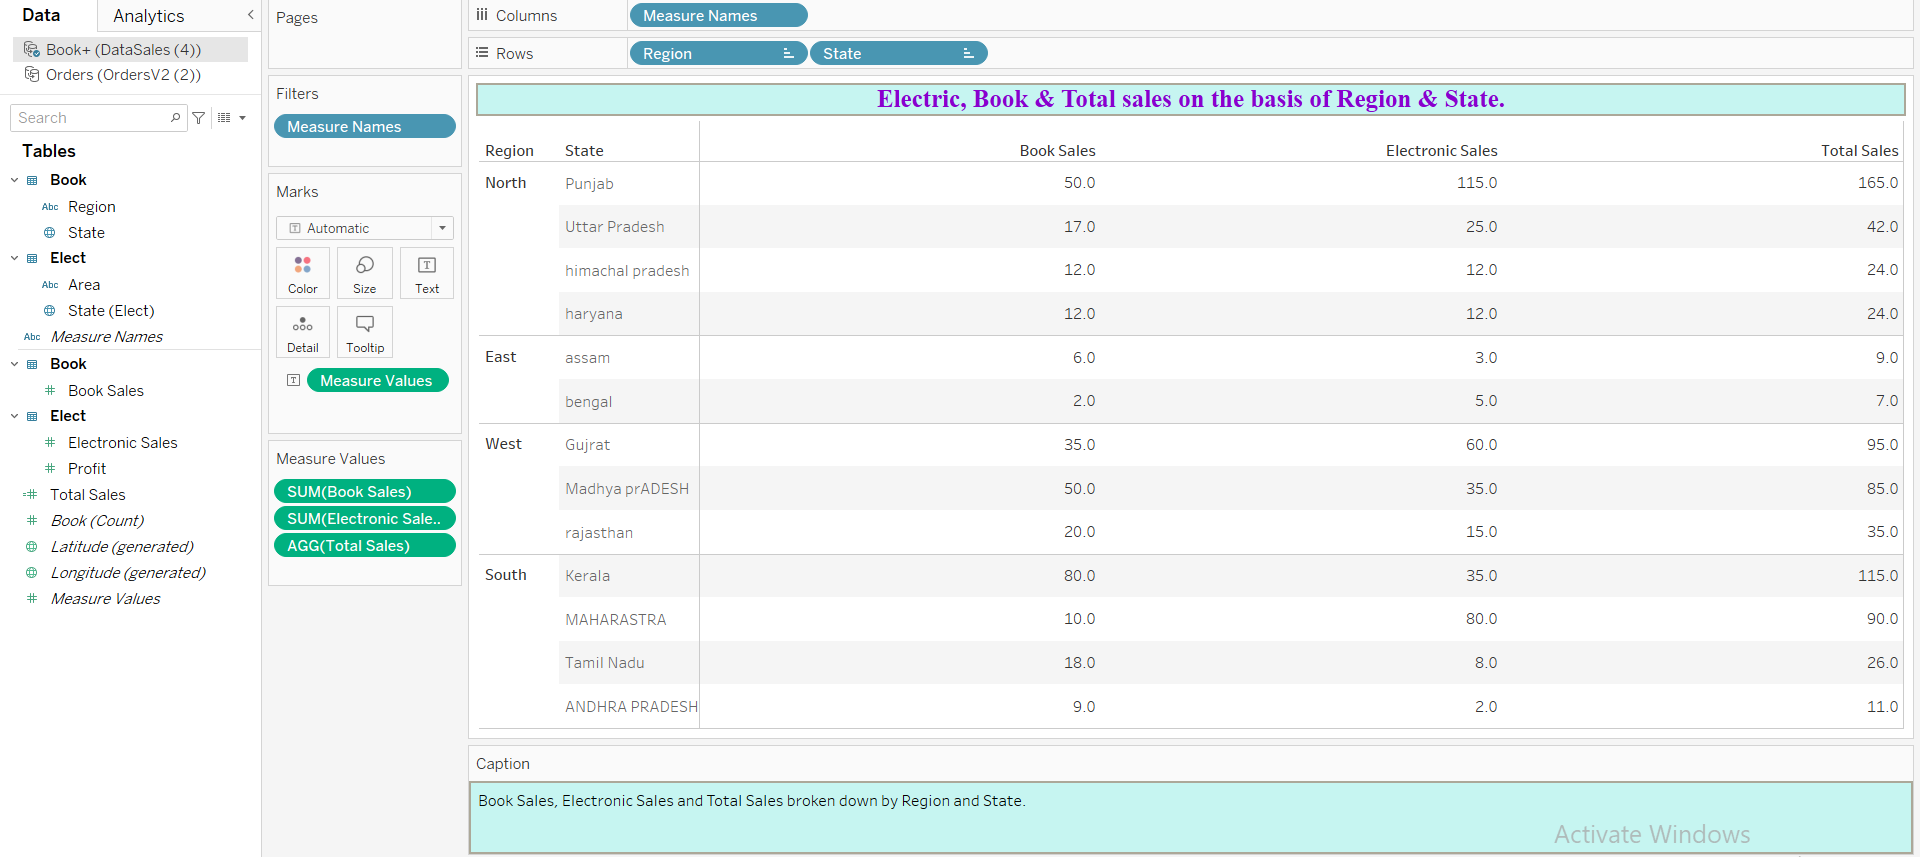 Data Analytics
Book+ (DataSales (4))
Orders (OrdersV2 (2))
Search
Tables
Book
Abc Region
State
Elect
Abc Area
State (Elect)
Abc Measure Names
Book
Book Sales
Elect
Electronic Sales
Profit
Total Sales
Book (Count)
Latitude (generated)
Longitude (generated)
Measure Values
Pages
Filters
Measure Names
Marks
Automatic
Color Size Text
Detail Tooltip
Measure Values
Measure Values
SUM(Book Sales)
SUM(Electronic Sale..
AGG(Total Sales)
Columns Measure Names
Rows Region State
Electric, Book & Total sales on the basis of Region & State.
Region State Book Sales Electronic Sales Total Sales
North Punjab 50.0 115.0 165.0
Uttar Pradesh 17.0 25.0 42.0
himachal pradesh 12.0 12.0 24.0
haryana 12.0 12.0 24.0
East assam 6.0 3.0 9.0
bengal 2.0 5.0 7.0
West Gujrat 35.0 60.0 95.0
Madhya prADESH 50.0 35.0 85.0
rajasthan 20.0 15.0 35.0
South Kerala 80.0 35.0 115.0
MAHARASTRA 10.0 80.0 90.0
Tamil Nadu 18.0 8.0 26.0
ANDHRA PRADESH 9.0 2.0 11.0
Caption
Book Sales, Electronic Sales and Total Sales broken down by Region and State.
Activate Windows